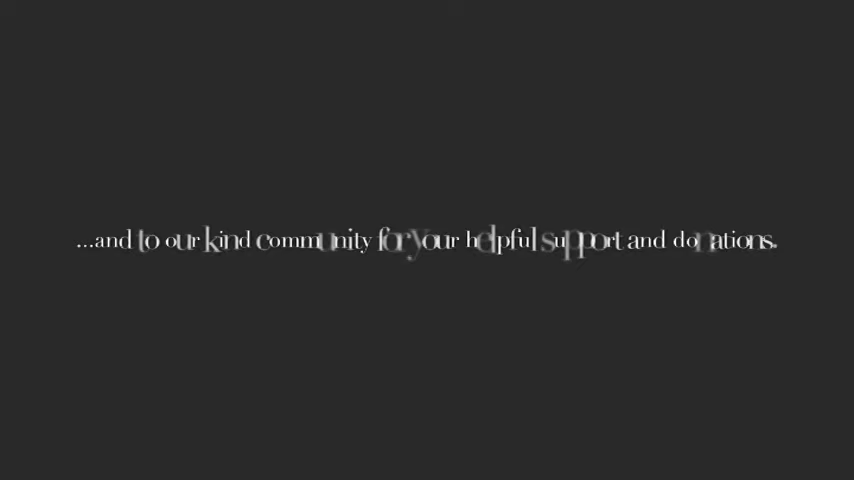 ...and to our kind community for your helpful support and donations.